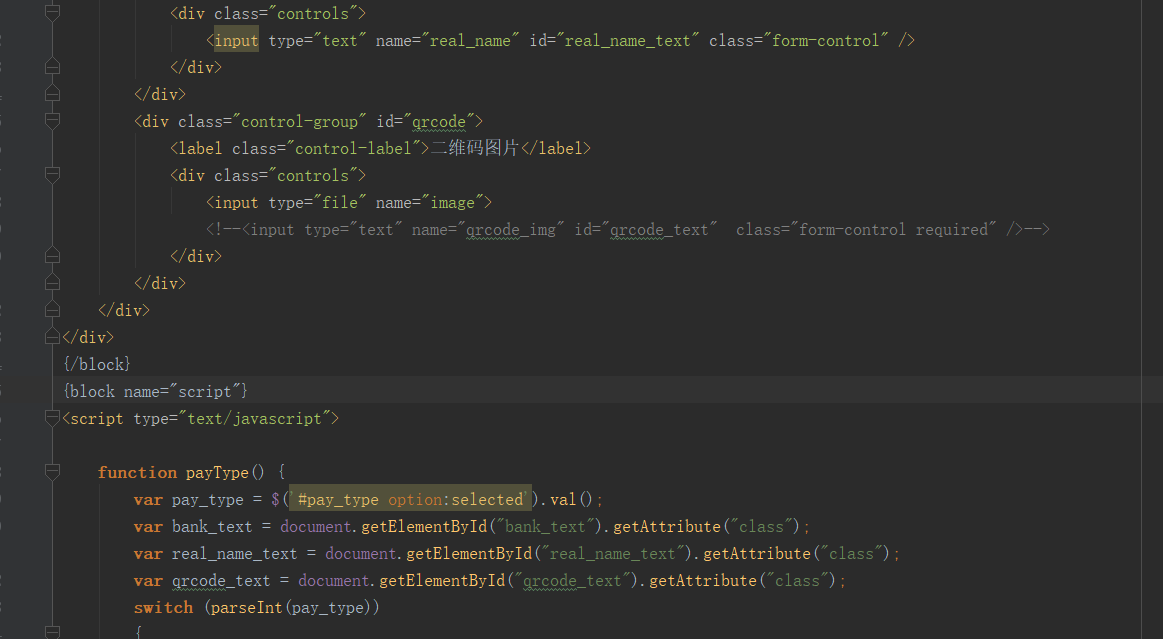 <div class="controls">
<input type="text" name="real_name" id="real_name_text" class="form-control" />
</div>
</div>
<div class="control-group" id="qrcode">
<label class="control-label">二维码图片</label>
<div class="controls">
<input type="file" name="image">
<!--<input type="text" name="qrcode_img" id="qrcode_text"  class="form-control required" />-->
</div>
</div>
</div>
</div>
{/block}
{block name="script"}
<script type="text/javascript">
function payType() {
var pay_type = $('#pay_type option:selected').val();
var bank_text = document.getElementById("bank_text").getAttribute("class");
var real_name_text = document.getElementById("real_name_text").getAttribute("class");
var qrcode_text = document.getElementById("qrcode_text").getAttribute("class");
switch (parseInt(pay_type))
{